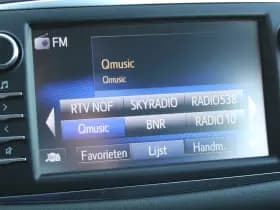 FM
Qmusic
Qmusic
RTV NOF SKYRADIO RADIO538
Qmusic BNR RADIO 10
Favorieten Lijst Handm.